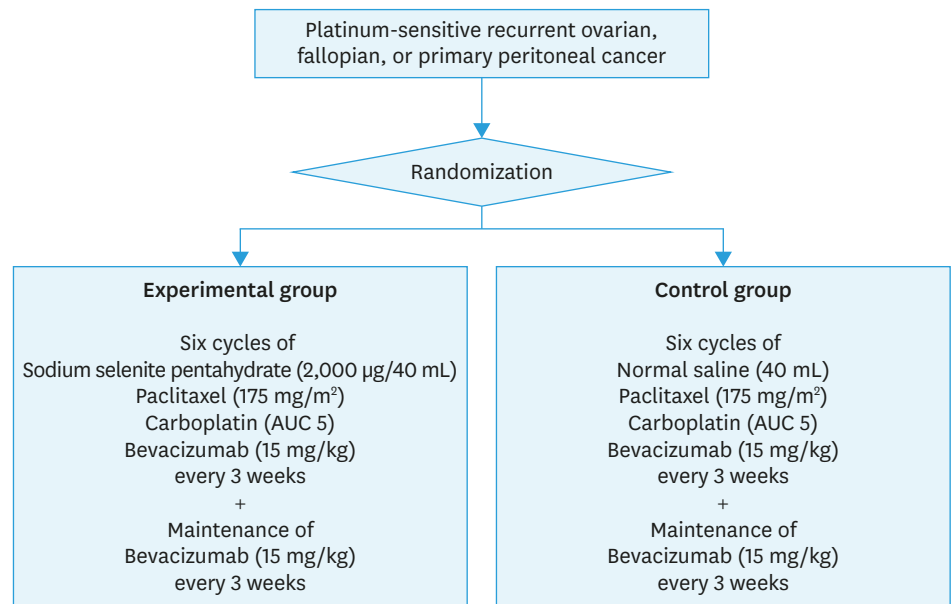 Platinum-sensitive recurrent ovarian,
fallopian, or primary peritoneal cancer
Randomization
Experimental group
Six cycles of
Sodium selenite pentahydrate (2,000 µg/40 mL)
Paclitaxel (175 mg/m²)
Carboplatin (AUC 5)
Bevacizumab (15 mg/kg)
every 3 weeks
+
Maintenance of
Bevacizumab (15 mg/kg)
every 3 weeks
Control group
Six cycles of
Normal saline (40 mL)
Paclitaxel (175 mg/m²)
Carboplatin (AUC 5)
Bevacizumab (15 mg/kg)
every 3 weeks
+
Maintenance of
Bevacizumab (15 mg/kg)
every 3 weeks